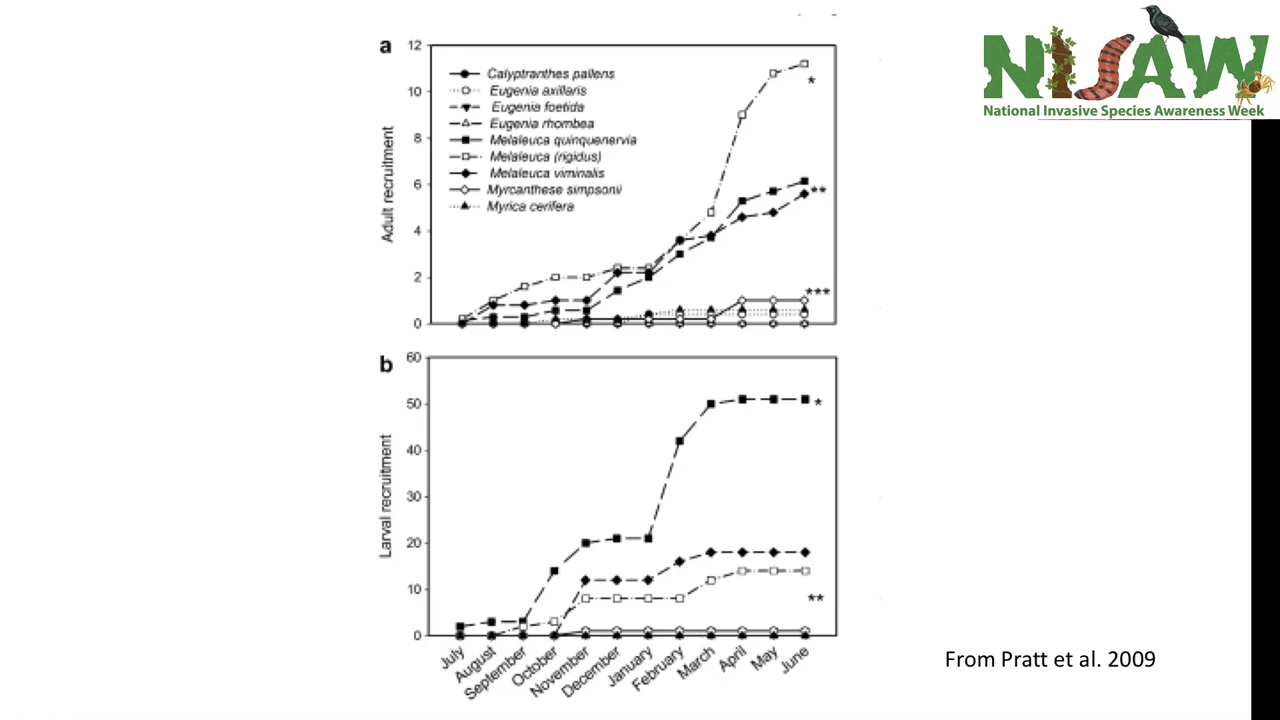 NISAW
National Invasive Species Awareness Week
a
12
10
8
6
4
2
0
Adult recruitment
Calyptranthes pallens
Eugenia axillaris
Eugenia foetida
Eugenia rhombea
Melaleuca quinquenervia
Melaleuca (rigidus)
Melaleuca viminalis
Myrcanthese simpsonii
Myrica cerifera
*
**
***
b
60
50
40
30
20
10
0
Larval recruitment
*
**
July
August
September
October
November
December
January
February
March
April
May
June
From Pratt et al. 2009